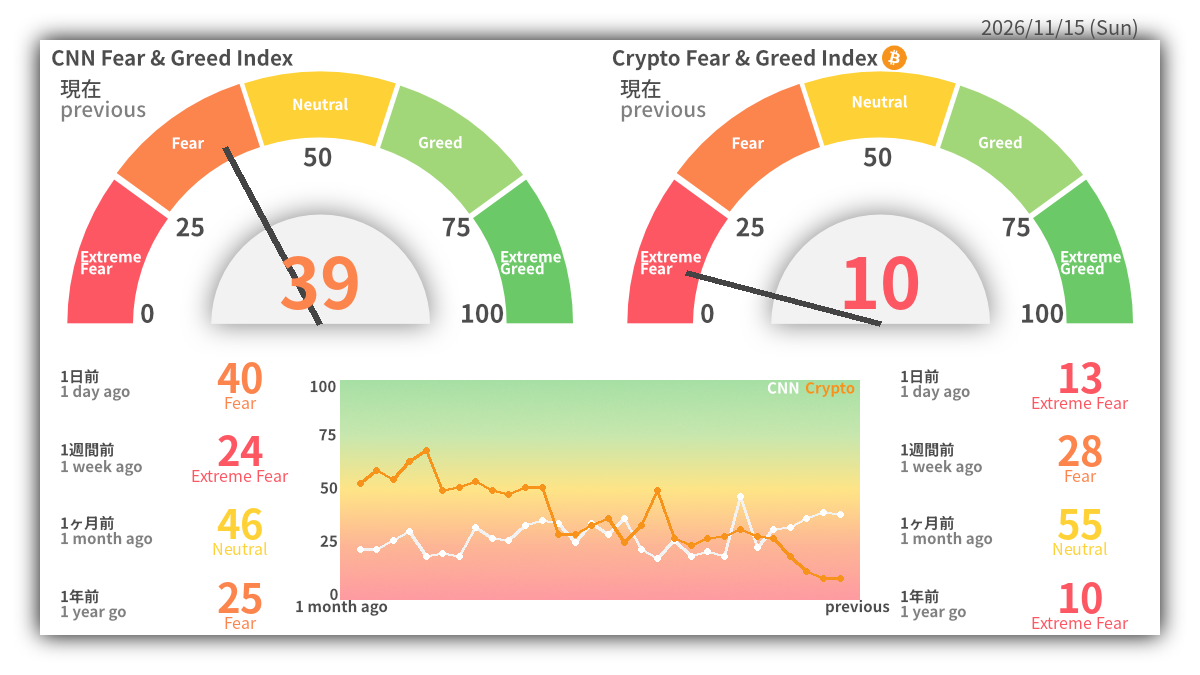 2026/11/15 (Sun)
CNN Fear & Greed Index
現在
previous
Neutral
Fear
Greed
50
25
75
Extreme
Fear
Extreme
Greed
0
39
100
Crypto Fear & Greed Index
現在
previous
Neutral
Fear
Greed
50
25
75
Extreme
Fear
Extreme
Greed
0
10
100
1日前
1 day ago
40
Fear
1週間前
1 week ago
24
Extreme Fear
1ヶ月前
1 month ago
46
Neutral
1年前
1 year go
25
Fear
CNN Crypto
100
75
50
25
0
1 month ago
previous
1日前
1 day ago
13
Extreme Fear
1週間前
1 week ago
28
Fear
1ヶ月前
1 month ago
55
Neutral
1年前
1 year go
10
Extreme Fear